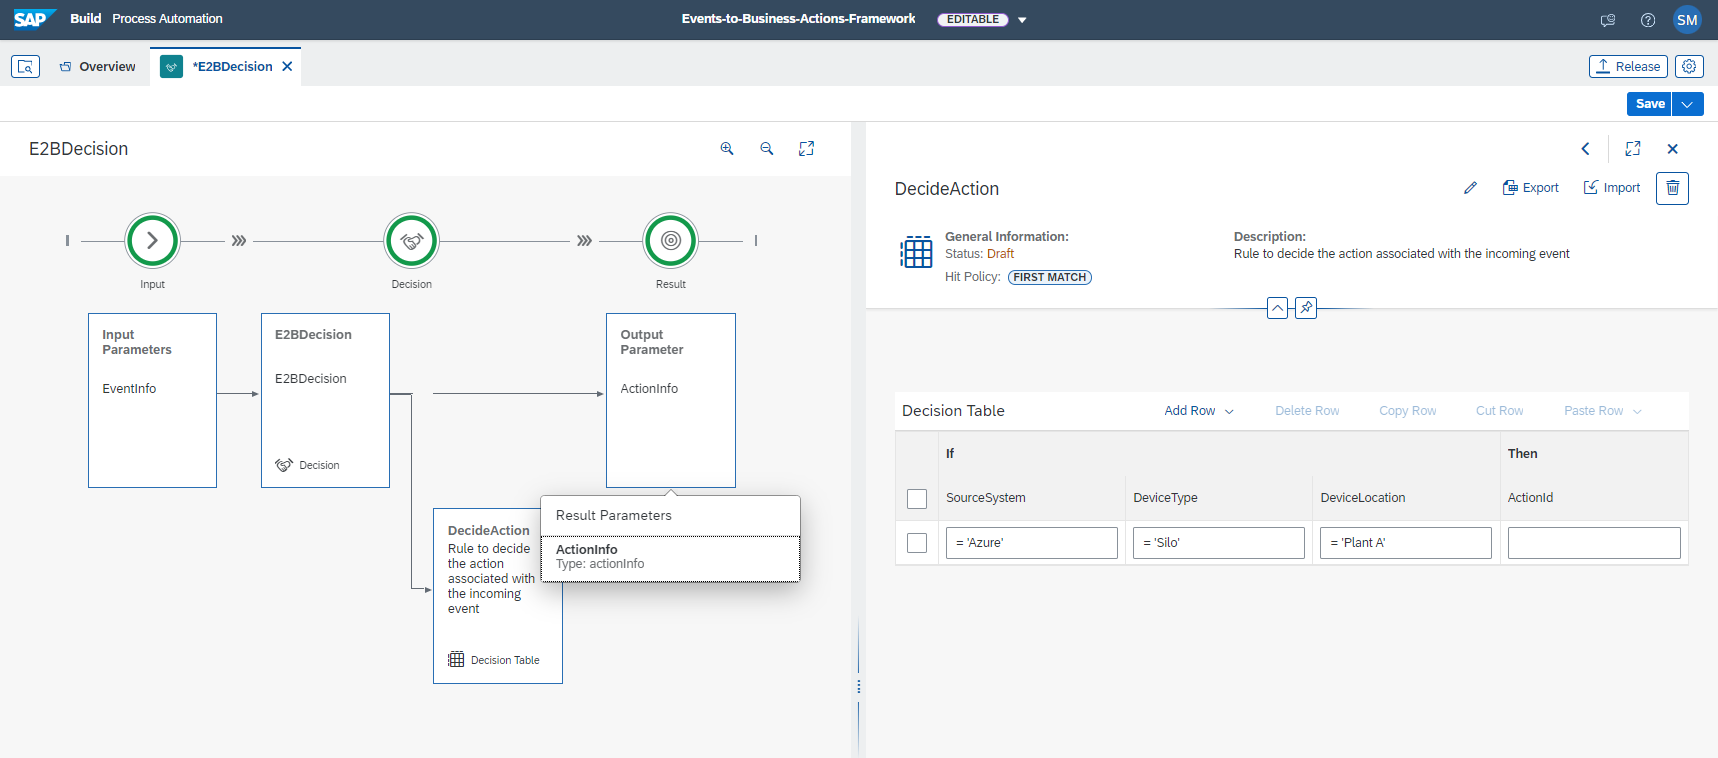 SAP Build Process Automation
Events-to-Business-Actions-Framework EDITABLE
SM
Overview
*E2BDecision
Release
Save
E2BDecision
Input
Decision
Result
Input
Parameters
EventInfo
E2BDecision
E2BDecision
Decision
Output
Parameter
ActionInfo
DecideAction
Rule to decide
the action
associated with
the incoming
event
Decision Table
Result Parameters
ActionInfo
Type: actionInfo
DecideAction
Export
Import
General Information:
Status: Draft
Hit Policy: FIRST MATCH
Description:
Rule to decide the action associated with the incoming event
Decision Table
Add Row Delete Row Copy Row Cut Row Paste Row
If Then
SourceSystem DeviceType DeviceLocation ActionId
= 'Azure' = 'Silo' = 'Plant A'